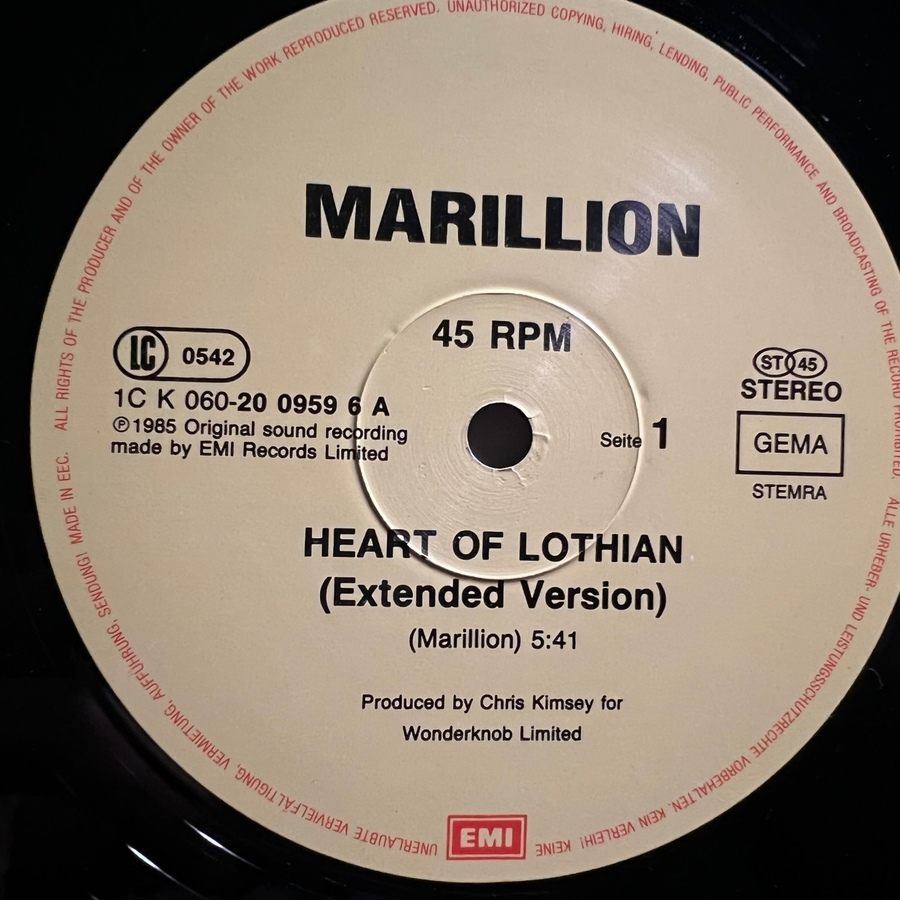 ALL RIGHTS OF THE PRODUCER AND OF THE OWNER OF THE WORK REPRODUCED RESERVED. UNAUTHORIZED COPYING, HIRING, LENDING, PUBLIC PERFORMANCE AND BROADCASTING OF THE RECORD PROHIBITED.
MARILLION
45 RPM
LC 0542
1C K 060-20 0959 6 A
℗1985 Original sound recording
made by EMI Records Limited
Seite 1
ST 45
STEREO
GEMA
STEMRA
HEART OF LOTHIAN
(Extended Version)
(Marillion) 5:41
Produced by Chris Kimsey for
Wonderknob Limited
ALLE URHEBER- UND LEISTUNGSSCHUTZRECHTE VORBEHALTEN. KEIN VERLEIH! KEINE
EMI
UNERLAUBTE VERVIELFÄLTIGUNG, VERMIETUNG, AUFFÜHRUNG, SENDUNG! MADE IN EEC.